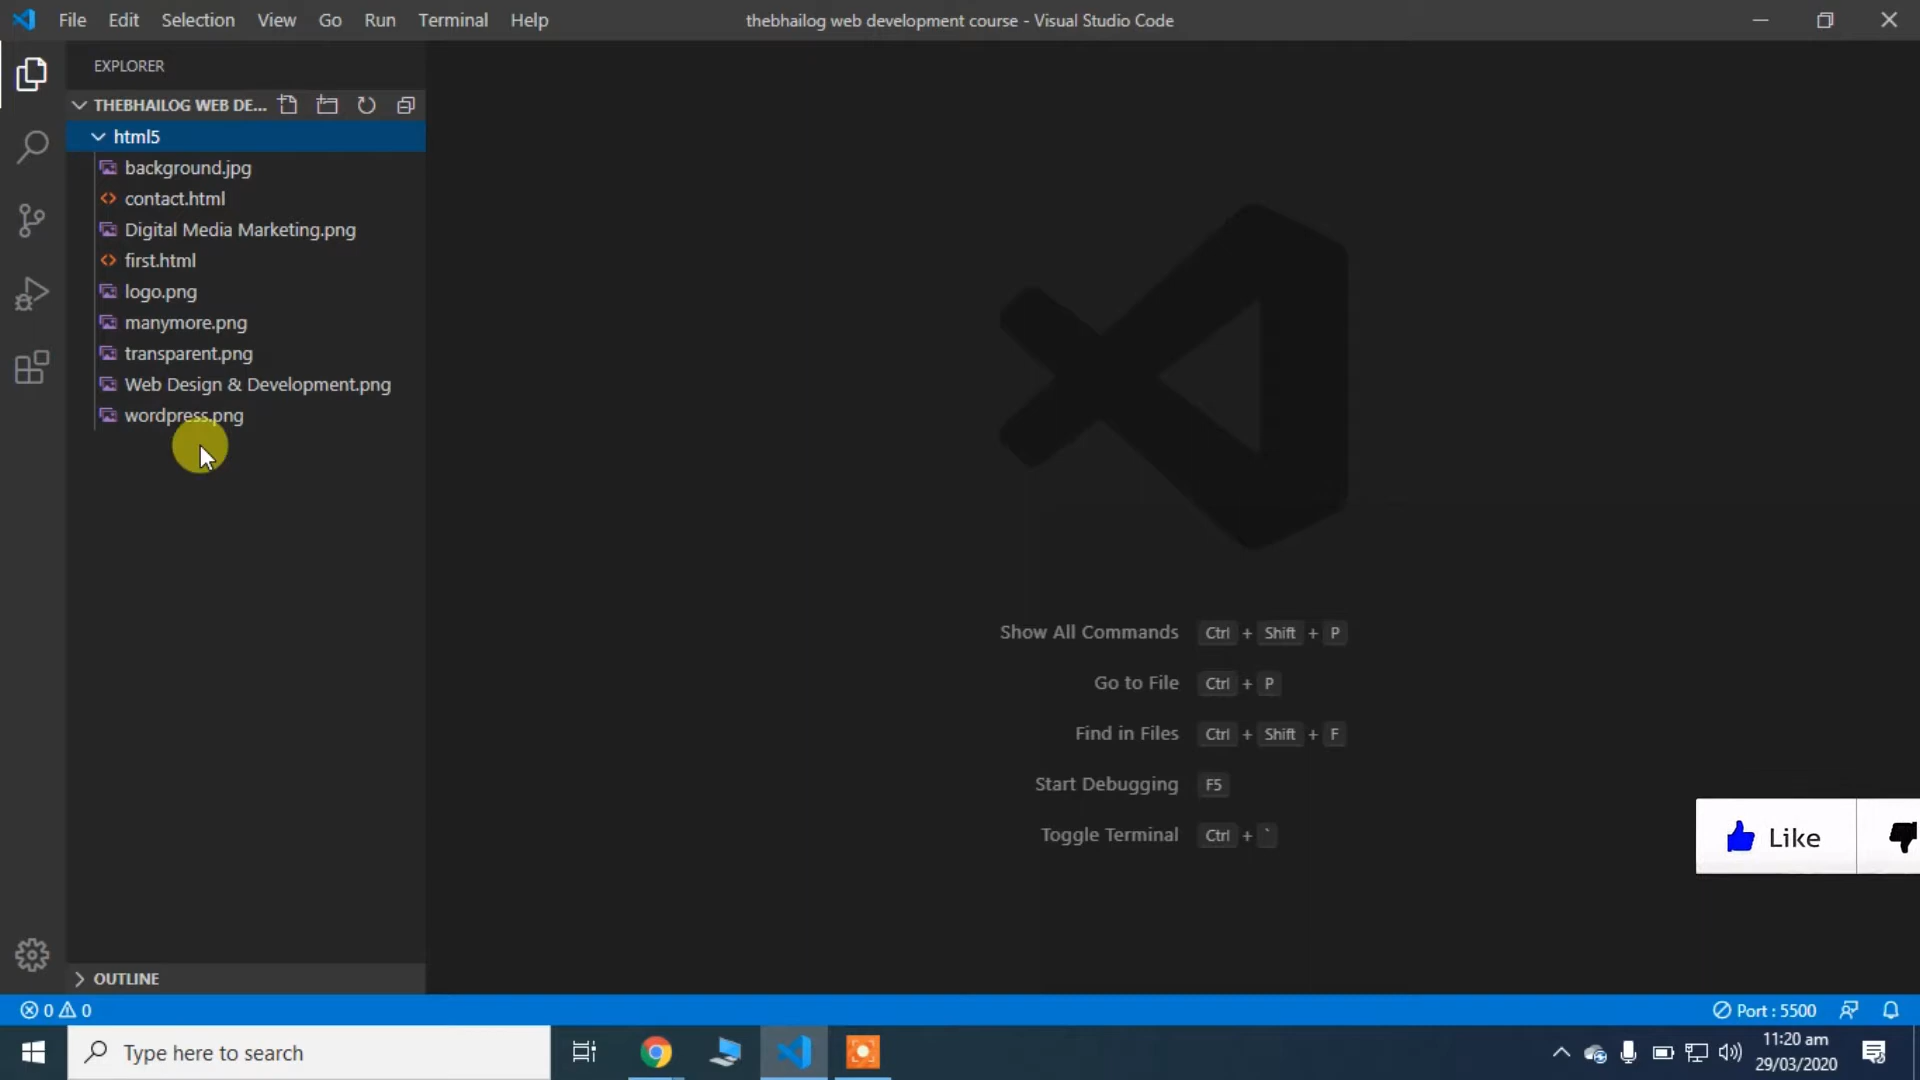 File Edit Selection View Go Run Terminal Help
thebhailog web development course - Visual Studio Code
EXPLORER
THEBHAILOG WEB DE...
html5
background.jpg
contact.html
Digital Media Marketing.png
first.html
logo.png
manymore.png
transparent.png
Web Design & Development.png
wordpress.png
Show All Commands Ctrl + Shift + P
Go to File Ctrl + P
Find in Files Ctrl + Shift + F
Start Debugging F5
Toggle Terminal Ctrl + `
Like
OUTLINE
0 0
Port : 5500
Type here to search
11:20 am
29/03/2020